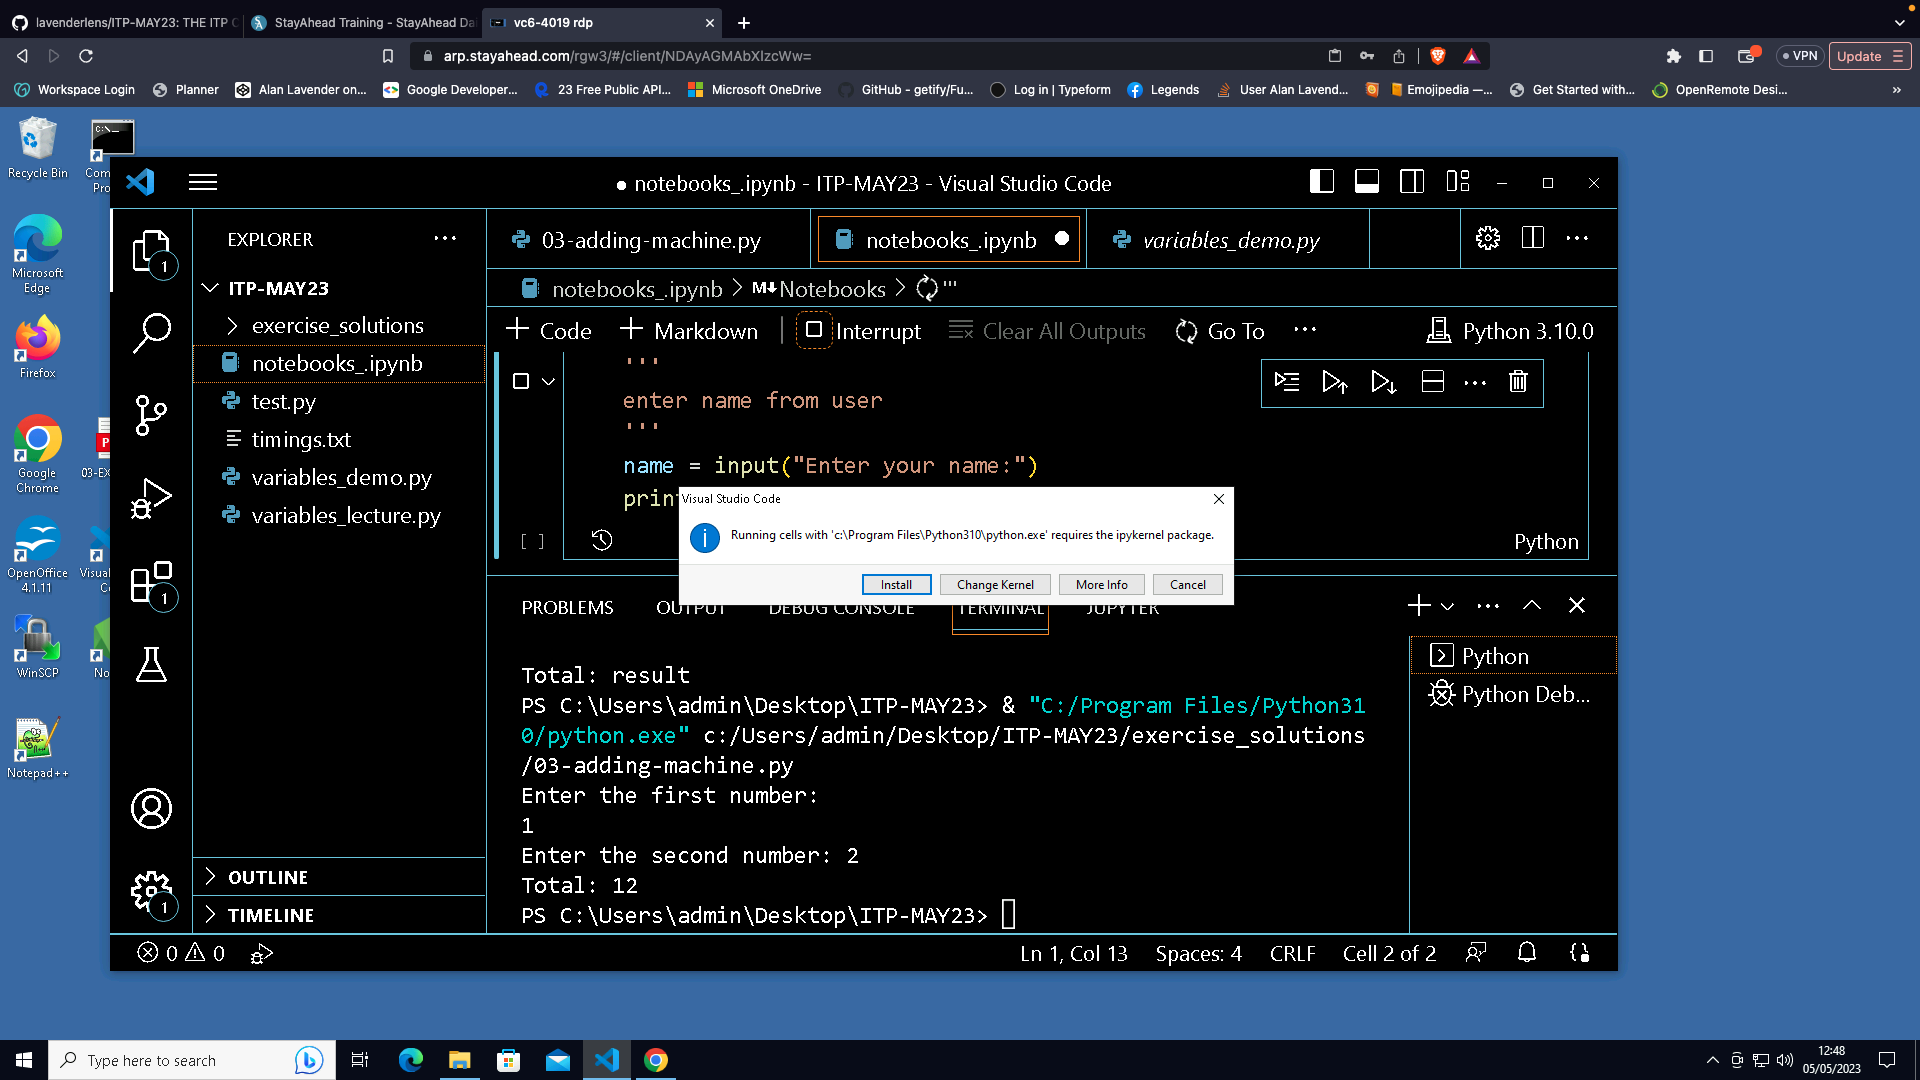 lavenderlens/ITP-MAY23: THE ITP C
StayAhead Training - StayAhead Da
vc6-4019 rdp
arp.stayahead.com/rgw3/#/client/NDAyAGMAbXlzcWw=
VPN
Update
Workspace Login
Planner
Alan Lavender on...
Google Developer...
23 Free Public API...
Microsoft OneDrive
GitHub - getify/Fu...
Log in | Typeform
Legends
User Alan Lavend...
Emojipedia —...
Get Started with...
OpenRemote Desi...
»
Recycle Bin
Com
Pro
Microsoft
Edge
Firefox
Google
Chrome
03-EX
OpenOffice
4.1.11
Visual
Co
WinSCP
No
Notepad++
● notebooks_.ipynb - ITP-MAY23 - Visual Studio Code
EXPLORER
ITP-MAY23
exercise_solutions
notebooks_.ipynb
test.py
timings.txt
variables_demo.py
variables_lecture.py
OUTLINE
TIMELINE
1
1
1
03-adding-machine.py
notebooks_.ipynb
variables_demo.py
notebooks_.ipynb > M Notebooks > '''
Code
Markdown
Interrupt
Clear All Outputs
Go To
Python 3.10.0
'''
enter name from user
'''
name = input("Enter your name:")
prin
[ ]
Python
Visual Studio Code
Running cells with 'c:\Program Files\Python310\python.exe' requires the ipykernel package.
Install
Change Kernel
More Info
Cancel
PROBLEMS
OUTPUT
DEBUG CONSOLE
TERMINAL
JUPYTER
Total: result
PS C:\Users\admin\Desktop\ITP-MAY23> & "C:/Program Files/Python31
0/python.exe" c:/Users/admin/Desktop/ITP-MAY23/exercise_solutions
/03-adding-machine.py
Enter the first number:
1
Enter the second number: 2
Total: 12
PS C:\Users\admin\Desktop\ITP-MAY23>
Python
Python Deb...
0 0
Ln 1, Col 13
Spaces: 4
CRLF
Cell 2 of 2
Type here to search
12:48
05/05/2023